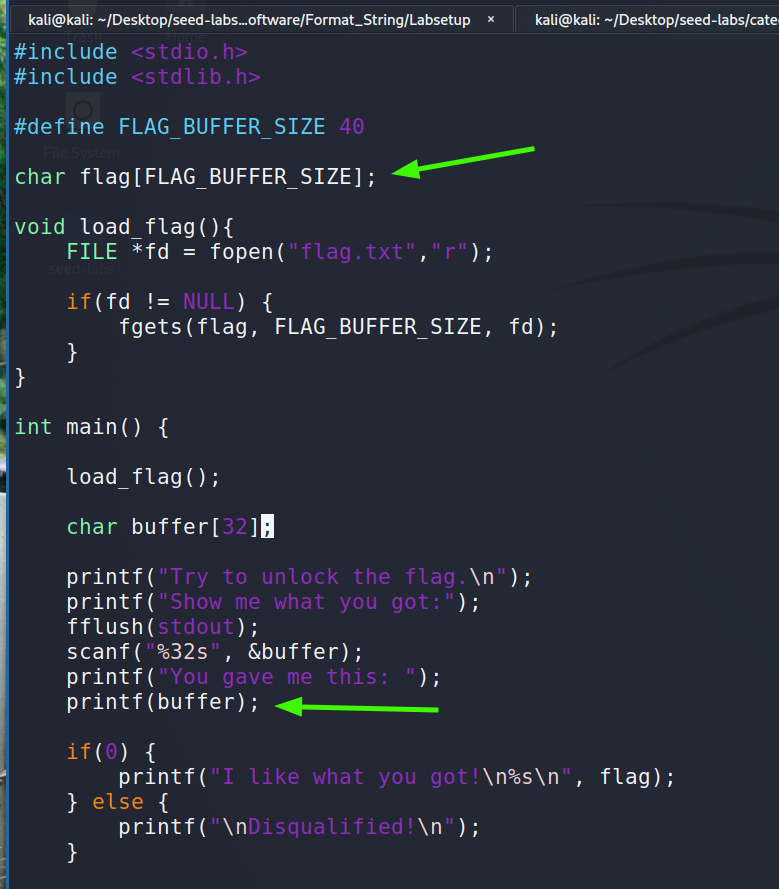 kali@kali: ~/Desktop/seed-labs...oftware/Format_String/Labsetup × kali@kali: ~/Desktop/seed-labs/cate
#include <stdio.h>
#include <stdlib.h>
#define FLAG_BUFFER_SIZE 40
File System
char flag[FLAG_BUFFER_SIZE];
void load_flag(){
    FILE *fd = fopen("flag.txt","r");
seed-labs
    if(fd != NULL) {
        fgets(flag, FLAG_BUFFER_SIZE, fd);
    }
}
int main() {
    load_flag();
    char buffer[32];
    printf("Try to unlock the flag.\n");
    printf("Show me what you got:");
    fflush(stdout);
    scanf("%32s", &buffer);
    printf("You gave me this: ");
    printf(buffer);
    if(0) {
        printf("I like what you got!\n%s\n", flag);
    } else {
        printf("\nDisqualified!\n");
    }